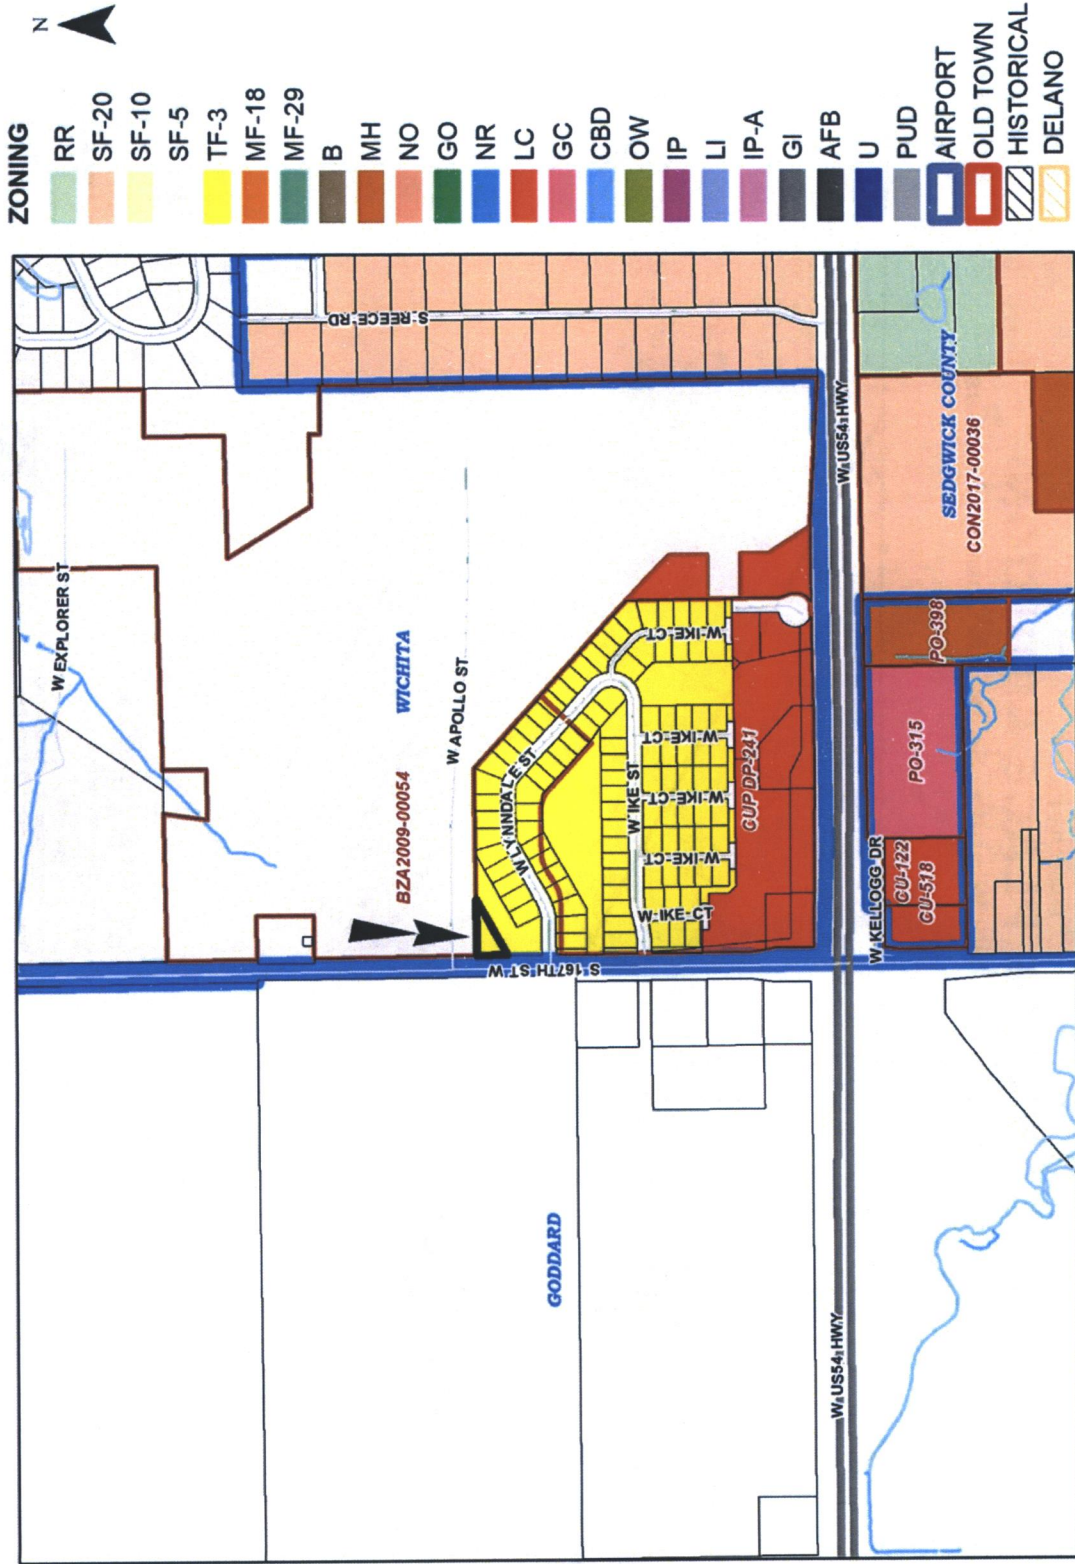 N
ZONING
RR
SF-20
SF-10
SF-5
TF-3
MF-18
MF-29
B
MH
NO
GO
NR
LC
GC
CBD
OW
IP
LI
IP-A
GI
AFB
U
PUD
AIRPORT
OLD TOWN
HISTORICAL
DELANO
W EXPLORER ST
S REECE RD
WICHITA
BZA2009-00054
W APOLLO ST
W LYNNDALE ST
W IKE CT
W IKE ST
W IKE CT
W IKE CT
W IKE CT
W IKE CT
CUP DP-241
S 167TH ST W
GODDARD
W US54 HWY
W US54 HWY
W KELLOGG DR
CU-122
CU-518
PO-315
PO-398
SEDGWICK COUNTY
CON2017-00036